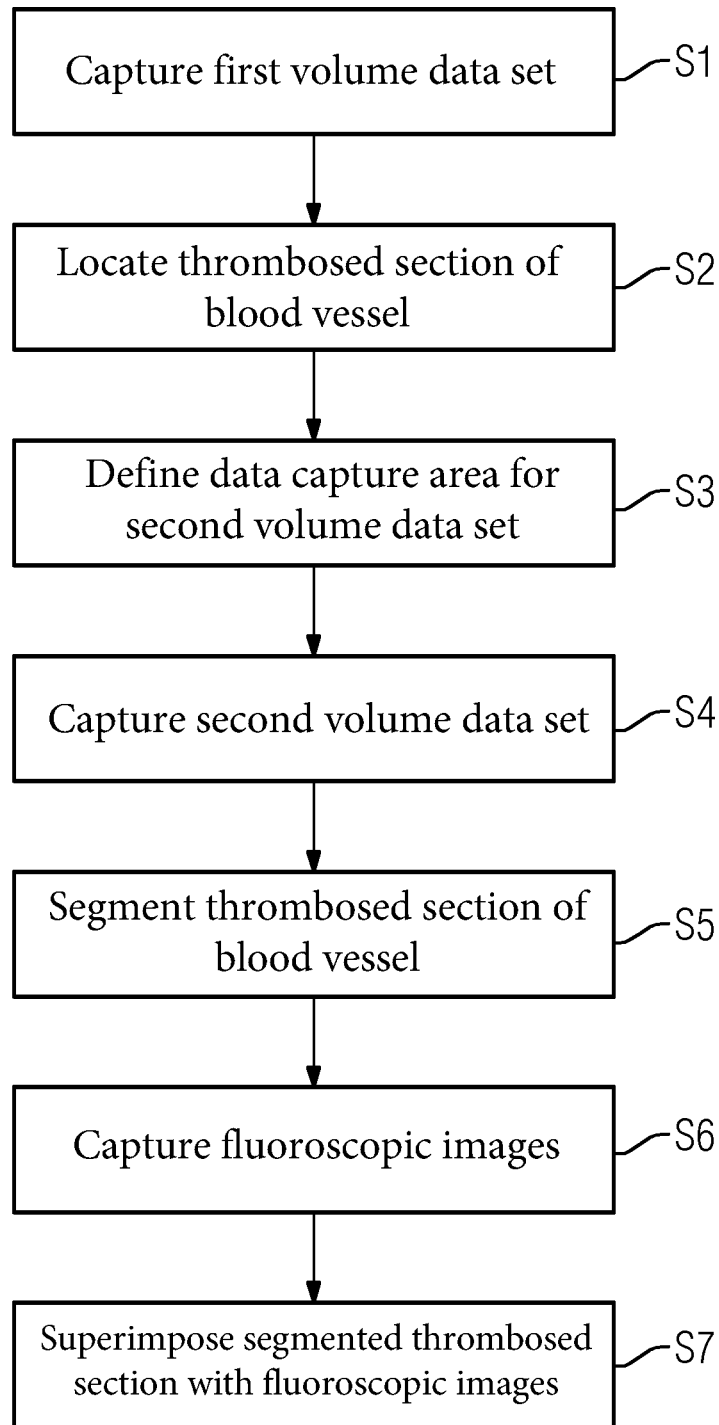 Capture first volume data set
S1
Locate thrombosed section of
blood vessel
S2
Define data capture area for
second volume data set
S3
Capture second volume data set
S4
Segment thrombosed section of
blood vessel
S5
Capture fluoroscopic images
S6
Superimpose segmented thrombosed
section with fluoroscopic images
S7